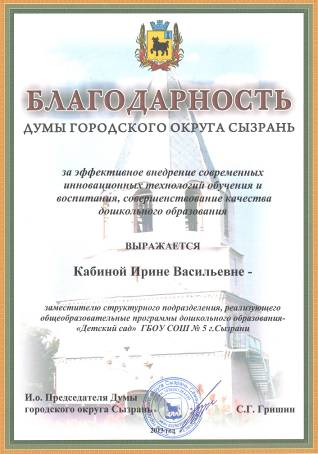 БЛАГОДАРНОСТЬ
ДУМЫ ГОРОДСКОГО ОКРУГА СЫЗРАНЬ
за эффективное внедрение современных
инновационных технологий обучения и
воспитания, совершенствование качества
дошкольного образования
ВЫРАЖАЕТСЯ
Кабиной Ирине Васильевне -
заместителю структурного подразделения, реализующего
общеобразовательные программы дошкольного образования-
«Детский сад» ГБОУ СОШ № 5 г.Сызрани
И.о. Председателя Думы
городского округа Сызрань
С.Г. Гришин